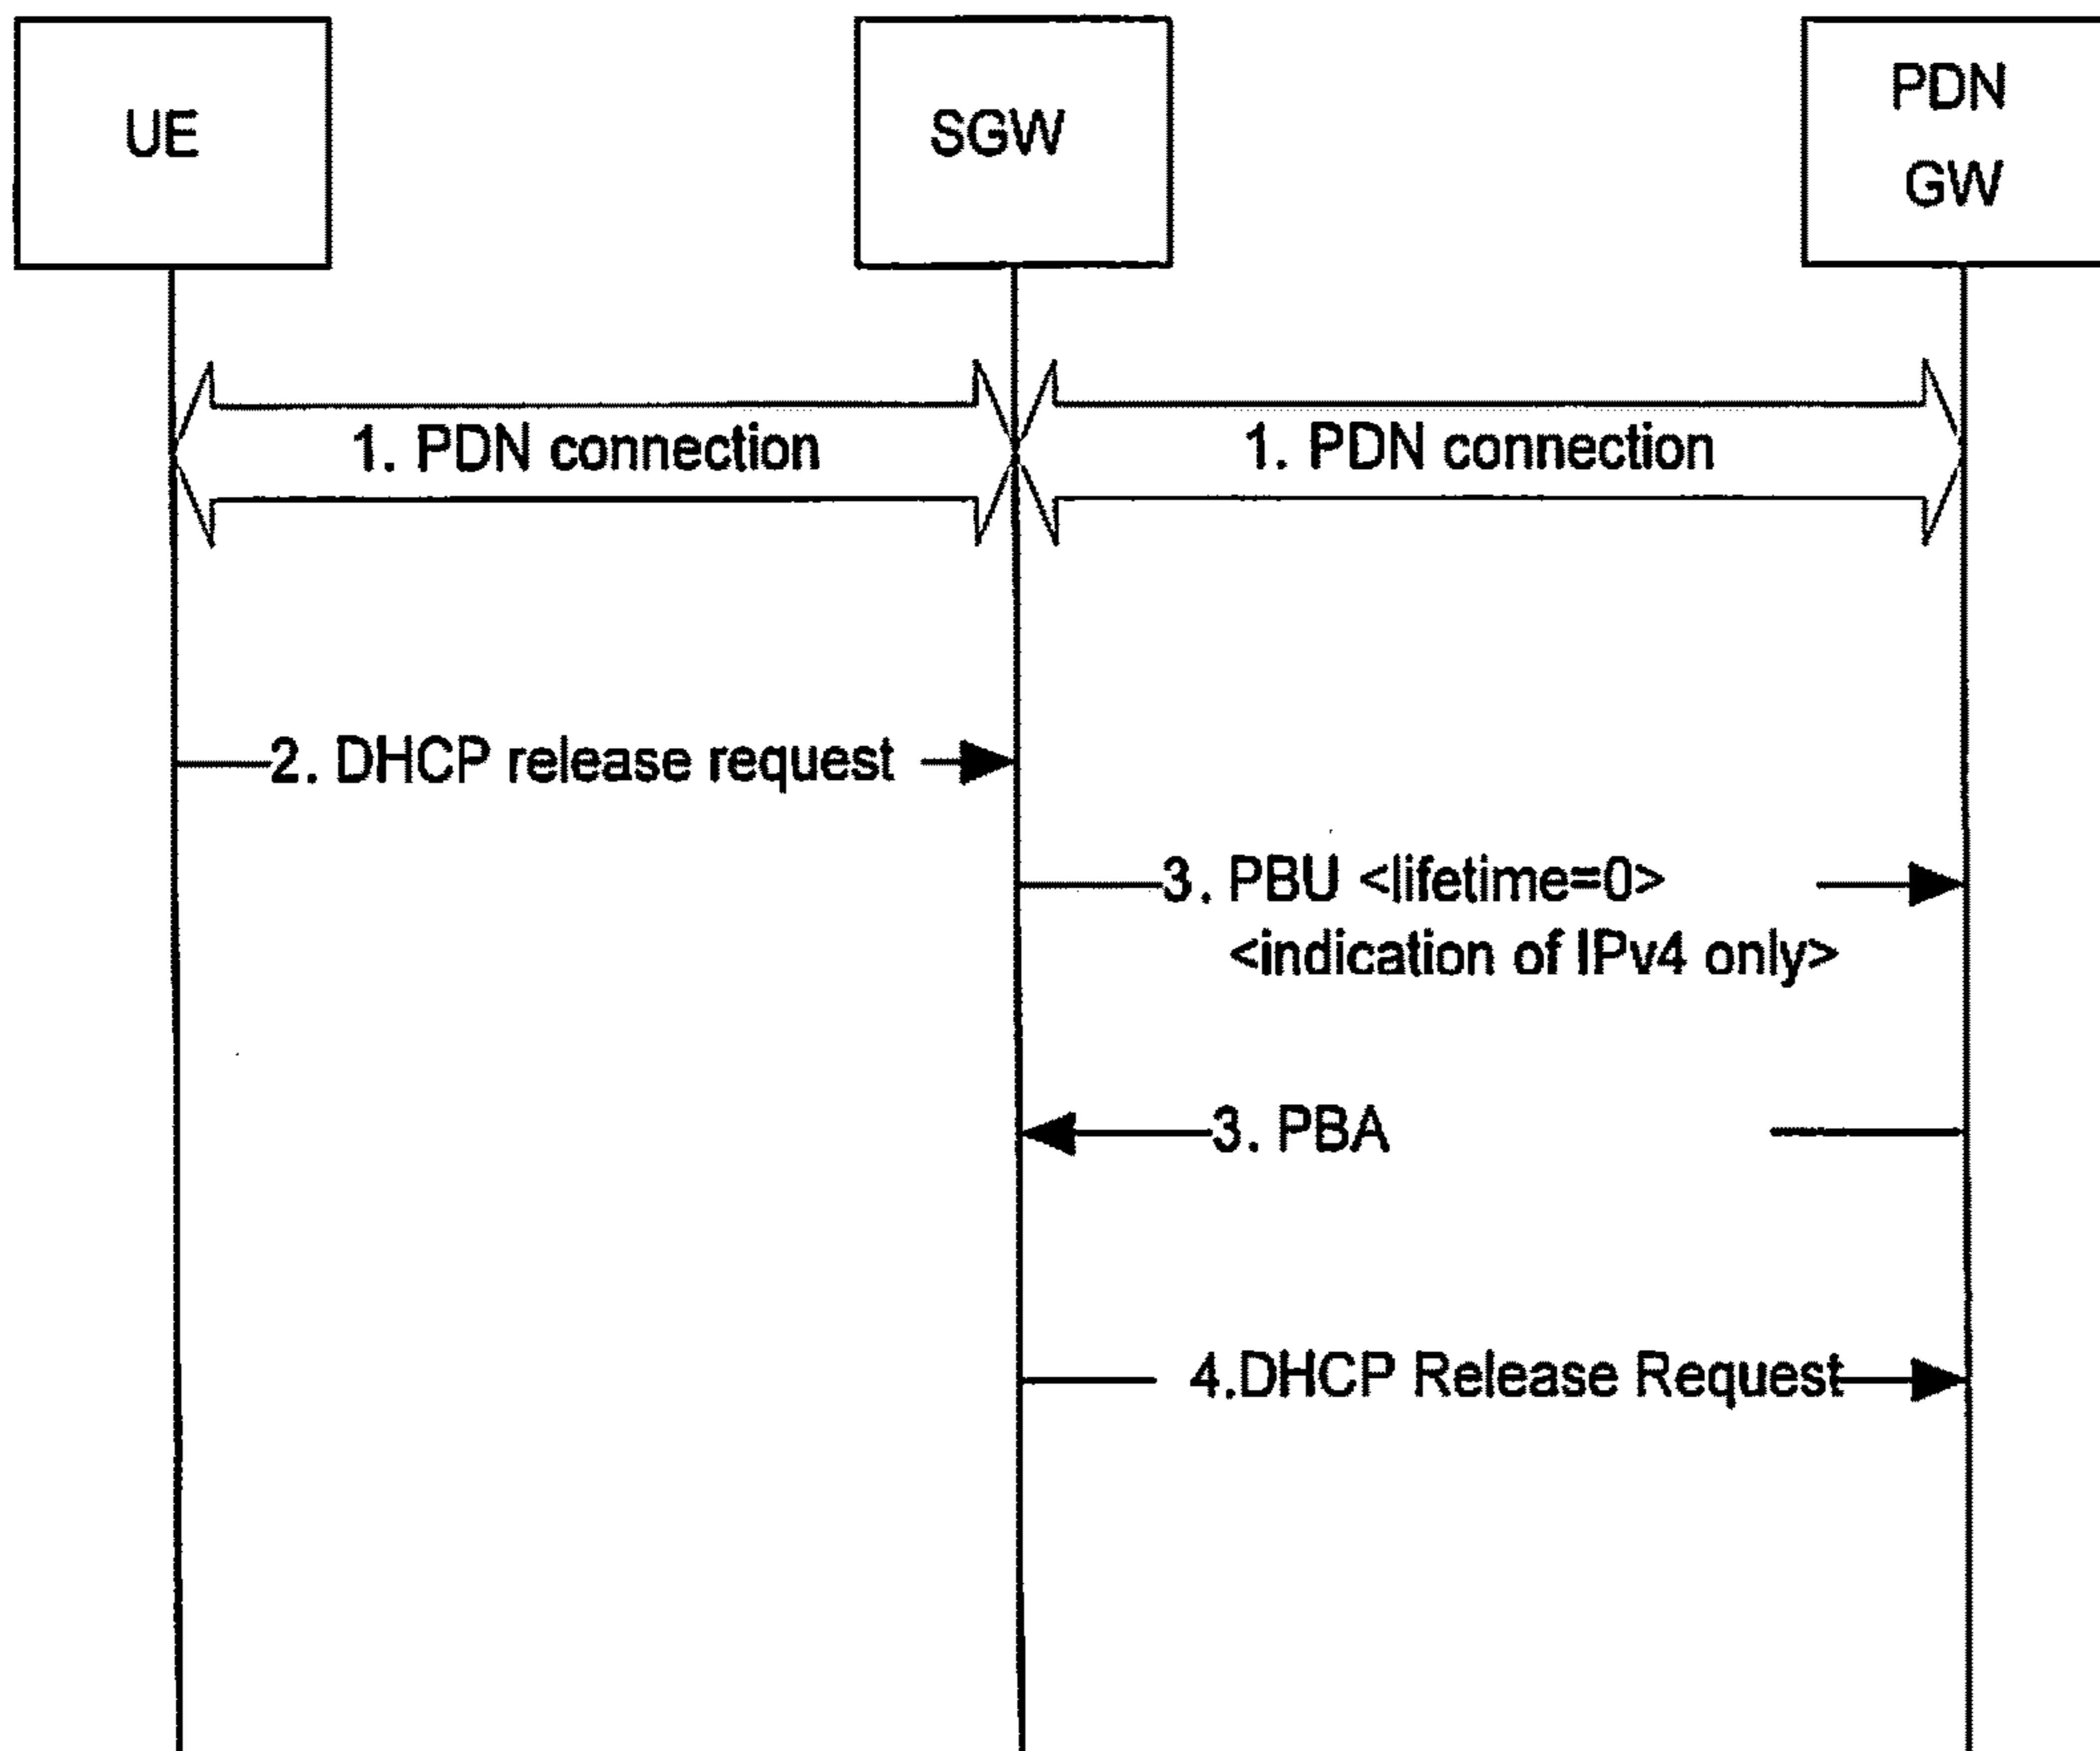 UE
SGW
PDN
GW
1. PDN connection
1. PDN connection
2. DHCP release request
3. PBU <lifetime=0>
<indication of IPv4 only>
3. PBA
4.DHCP Release Request